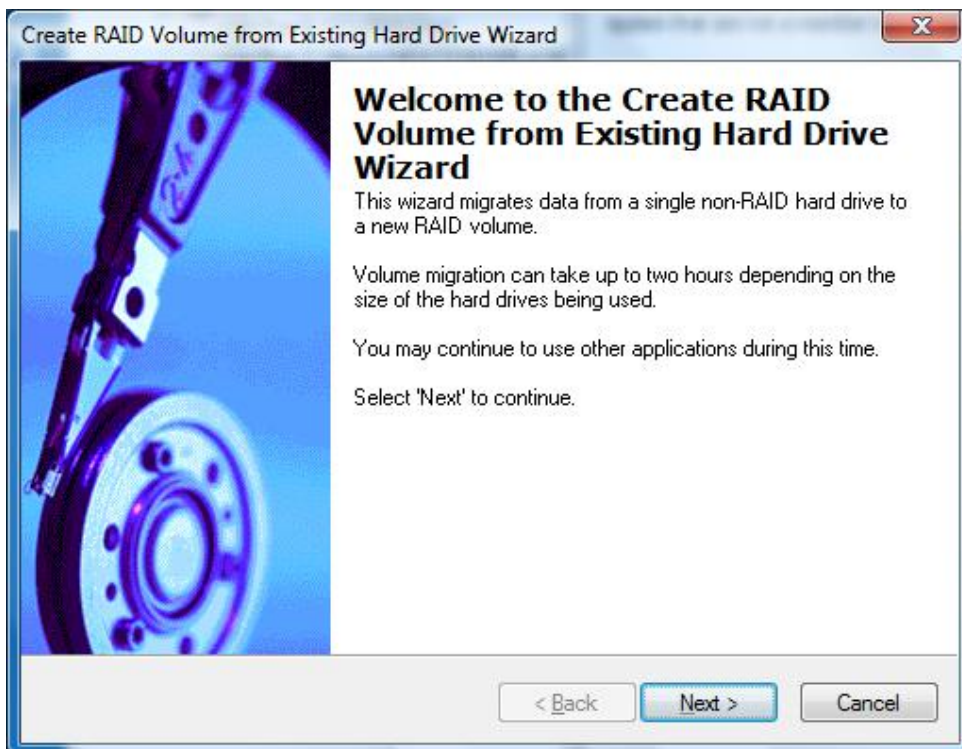 Create RAID Volume from Existing Hard Drive Wizard
Welcome to the Create RAID
Volume from Existing Hard Drive
Wizard
This wizard migrates data from a single non-RAID hard drive to
a new RAID volume.
Volume migration can take up to two hours depending on the
size of the hard drives being used.
You may continue to use other applications during this time.
Select 'Next' to continue.
< Back
Next >
Cancel